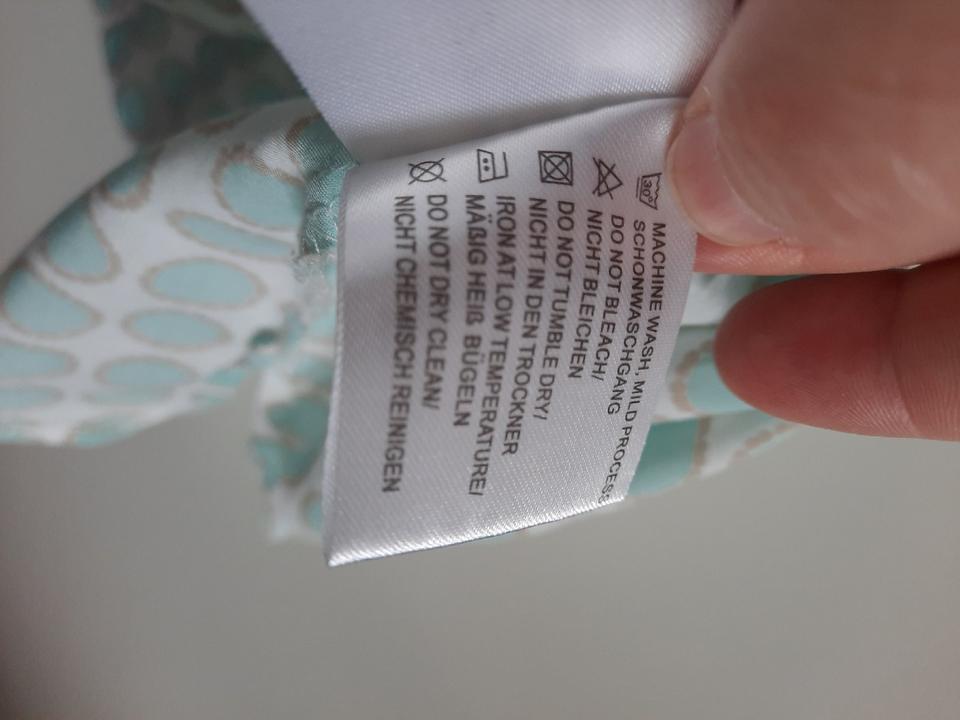 30°
MACHINE WASH, MILD PROCESS
SCHONWASCHGANG
DO NOT BLEACH/
NICHT BLEICHEN
DO NOT TUMBLE DRY/
NICHT IN DEN TROCKNER
IRON AT LOW TEMPERATURE/
MÄßIG HEIß BÜGELN
DO NOT DRY CLEAN/
NICHT CHEMISCH REINIGEN